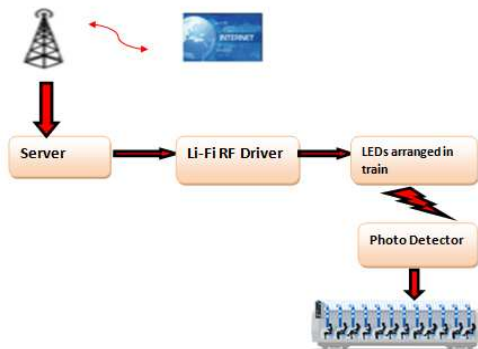 INTERNET
Server
Li-Fi RF Driver
LEDs arranged in
train
Photo Detector